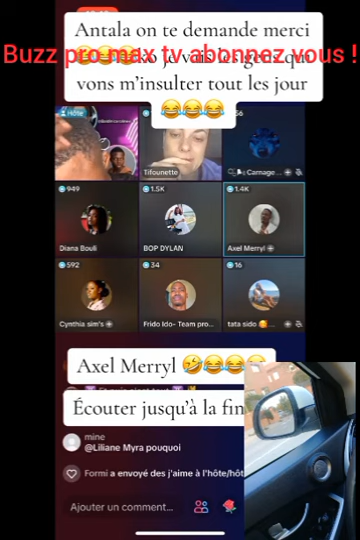 Antala on te demande merci
Buzz pro max tv abonnez vous !
vons m'insulter tout les jour
😂😂😂
Hôte
56
Tifounette
Carnage ...
949
1.5K
1.4K
Diana Bouli
BOP DYLAN
Axel Merryl
592
34
16
Cynthia sim's
Frido Ido- Team pro...
tata sido 🥰 ...
Axel Merryl 🤣😂😂😂
Écouter jusqu'à la fin
mine
@Liliane Myra pouquoi
Formi a envoyé des j'aime à l'hôte/hôt
Ajouter un comment...